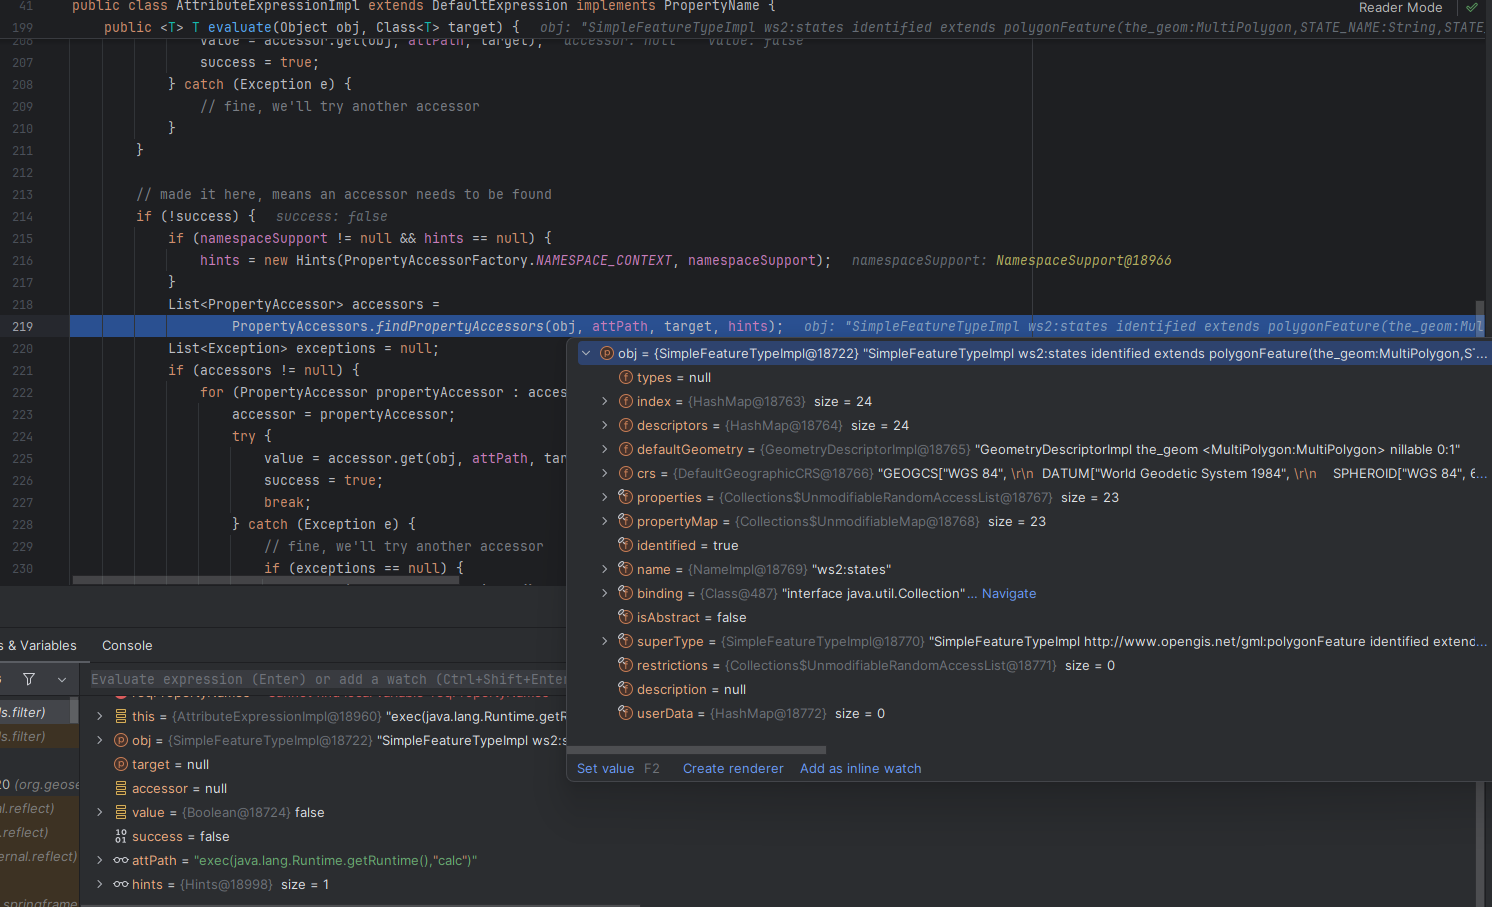 41 public class AttributeExpressionImpl extends DefaultExpression implements PropertyName {
Reader Mode
199 public <T> T evaluate(Object obj, Class<T> target) { obj: "SimpleFeatureTypeImpl ws2:states identified extends polygonFeature(the_geom:MultiPolygon,STATE_NAME:String,STATE_
206 value = accessor.get(obj, attPath, target); accessor: null value: false
207 success = true;
208 } catch (Exception e) {
209 // fine, we'll try another accessor
210 }
211 }
212
213 // made it here, means an accessor needs to be found
214 if (!success) { success: false
215 if (namespaceSupport != null && hints == null) {
216 hints = new Hints(PropertyAccessorFactory.NAMESPACE_CONTEXT, namespaceSupport); namespaceSupport: NamespaceSupport@18966
217 }
218 List<PropertyAccessor> accessors =
219 PropertyAccessors.findPropertyAccessors(obj, attPath, target, hints); obj: "SimpleFeatureTypeImpl ws2:states identified extends polygonFeature(the_geom:Mul
220 List<Exception> exceptions = null;
221 if (accessors != null) {
222 for (PropertyAccessor propertyAccessor : acces
223 accessor = propertyAccessor;
224 try {
225 value = accessor.get(obj, attPath, tar
226 success = true;
227 break;
228 } catch (Exception e) {
229 // fine, we'll try another accessor
230 if (exceptions == null) {
obj = {SimpleFeatureTypeImpl@18722} "SimpleFeatureTypeImpl ws2:states identified extends polygonFeature(the_geom:MultiPolygon,ST...
types = null
index = {HashMap@18763} size = 24
descriptors = {HashMap@18764} size = 24
defaultGeometry = {GeometryDescriptorImpl@18765} "GeometryDescriptorImpl the_geom <MultiPolygon:MultiPolygon> nillable 0:1"
crs = {DefaultGeographicCRS@18766} "GEOGCS["WGS 84", \r\n DATUM["World Geodetic System 1984", \r\n SPHEROID["WGS 84", 6...
properties = {Collections$UnmodifiableRandomAccessList@18767} size = 23
propertyMap = {Collections$UnmodifiableMap@18768} size = 23
identified = true
name = {NameImpl@18769} "ws2:states"
binding = {Class@487} "interface java.util.Collection"... Navigate
isAbstract = false
superType = {SimpleFeatureTypeImpl@18770} "SimpleFeatureTypeImpl http://www.opengis.net/gml:polygonFeature identified extend...
restrictions = {Collections$UnmodifiableRandomAccessList@18771} size = 0
description = null
userData = {HashMap@18772} size = 0
Set value F2 Create renderer Add as inline watch
s & Variables Console
Evaluate expression (Enter) or add a watch (Ctrl+Shift+Enter
s.filter)
s.filter)
20 (org.geose
al.reflect)
.reflect)
ernal.reflect)
.springframe
this = {AttributeExpressionImpl@18960} "exec(java.lang.Runtime.getR
obj = {SimpleFeatureTypeImpl@18722} "SimpleFeatureTypeImpl ws2:s
target = null
accessor = null
value = {Boolean@18724} false
success = false
attPath = "exec(java.lang.Runtime.getRuntime(),"calc")"
hints = {Hints@18998} size = 1